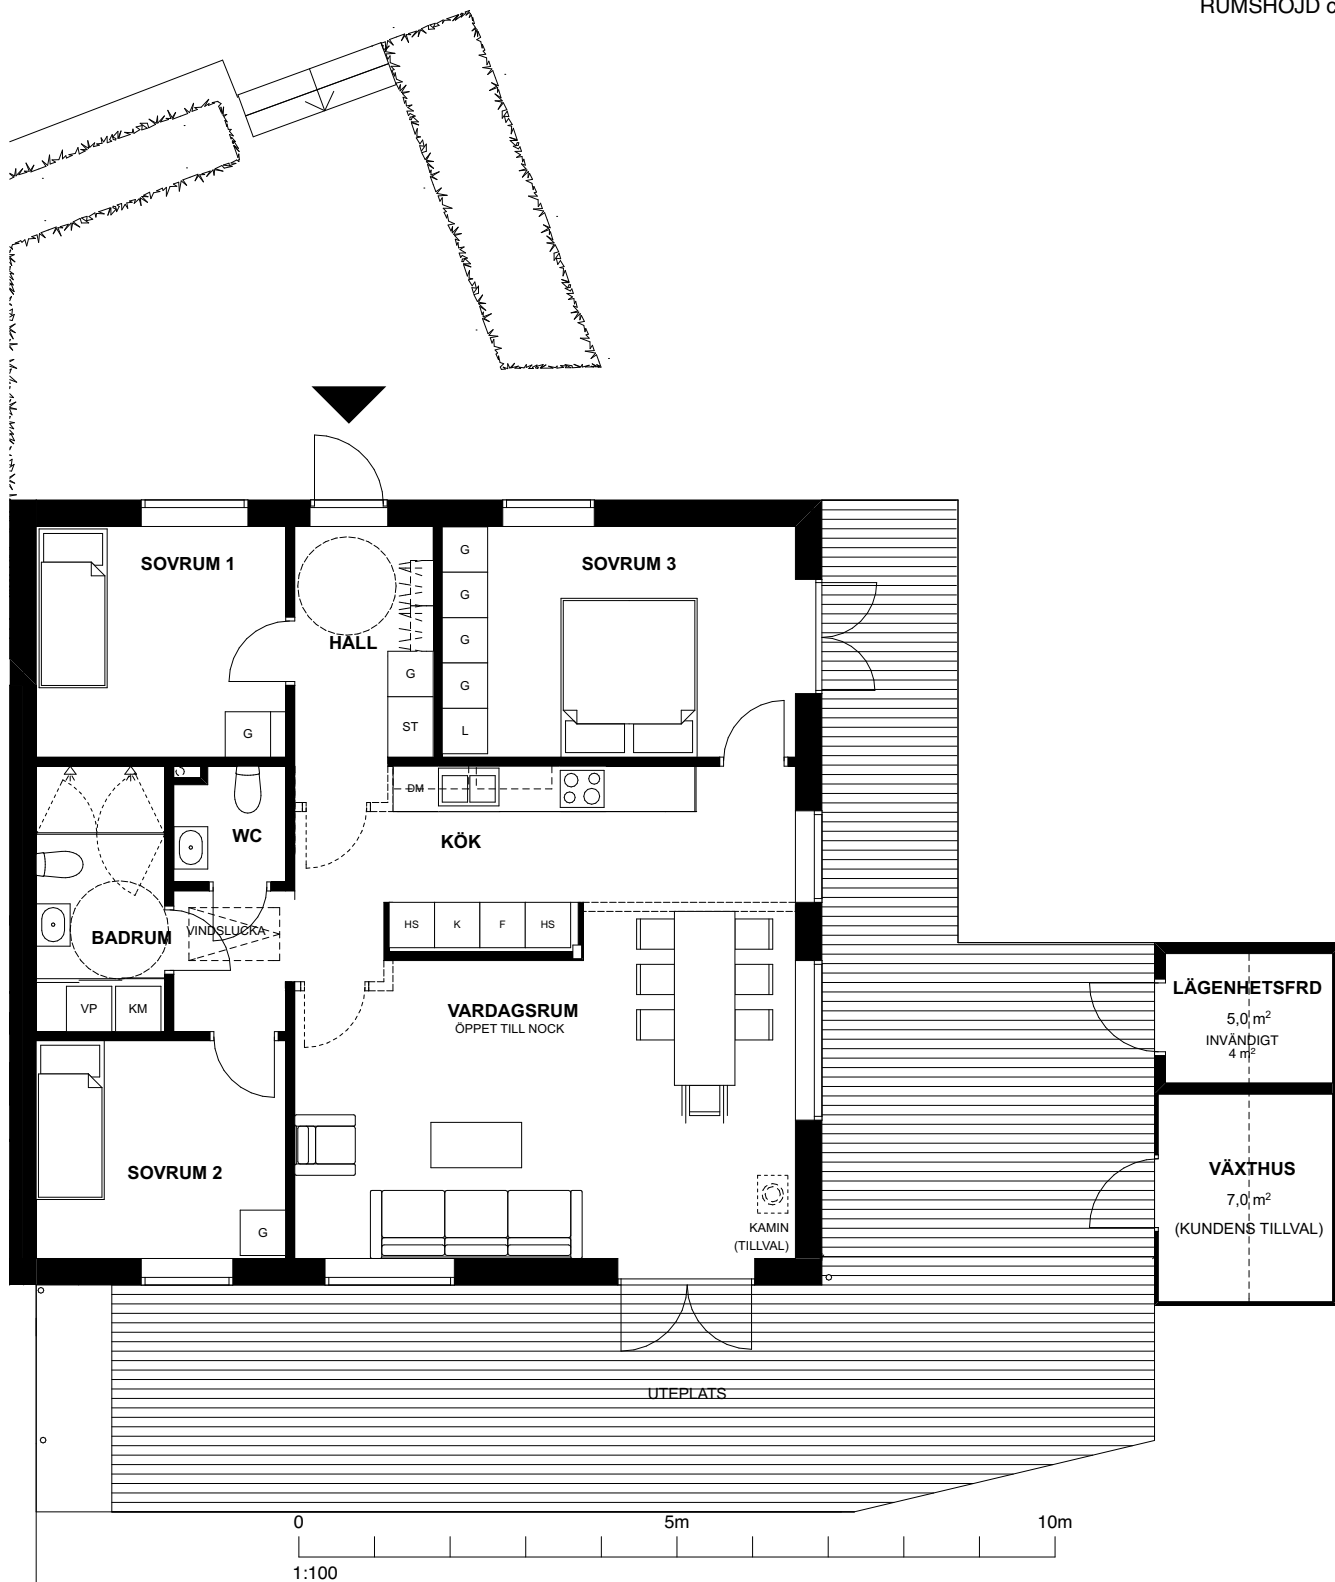 RUMSHÖJD
SOVRUM 1
SOVRUM 3
HALL
G
G
G
G
L
G
ST
G
DM
WC
KÖK
HS
K
F
HS
VINDSLUCKA
BADRUM
VP
KM
VARDAGSRUM
ÖPPET TILL NOCK
LÄGENHETSFRD
5,0 m²
INVÄNDIGT
4 m²
SOVRUM 2
G
VÄXTHUS
7,0 m²
(KUNDENS TILLVAL)
KAMIN
(TILLVAL)
UTEPLATS
0
5m
10m
1:100